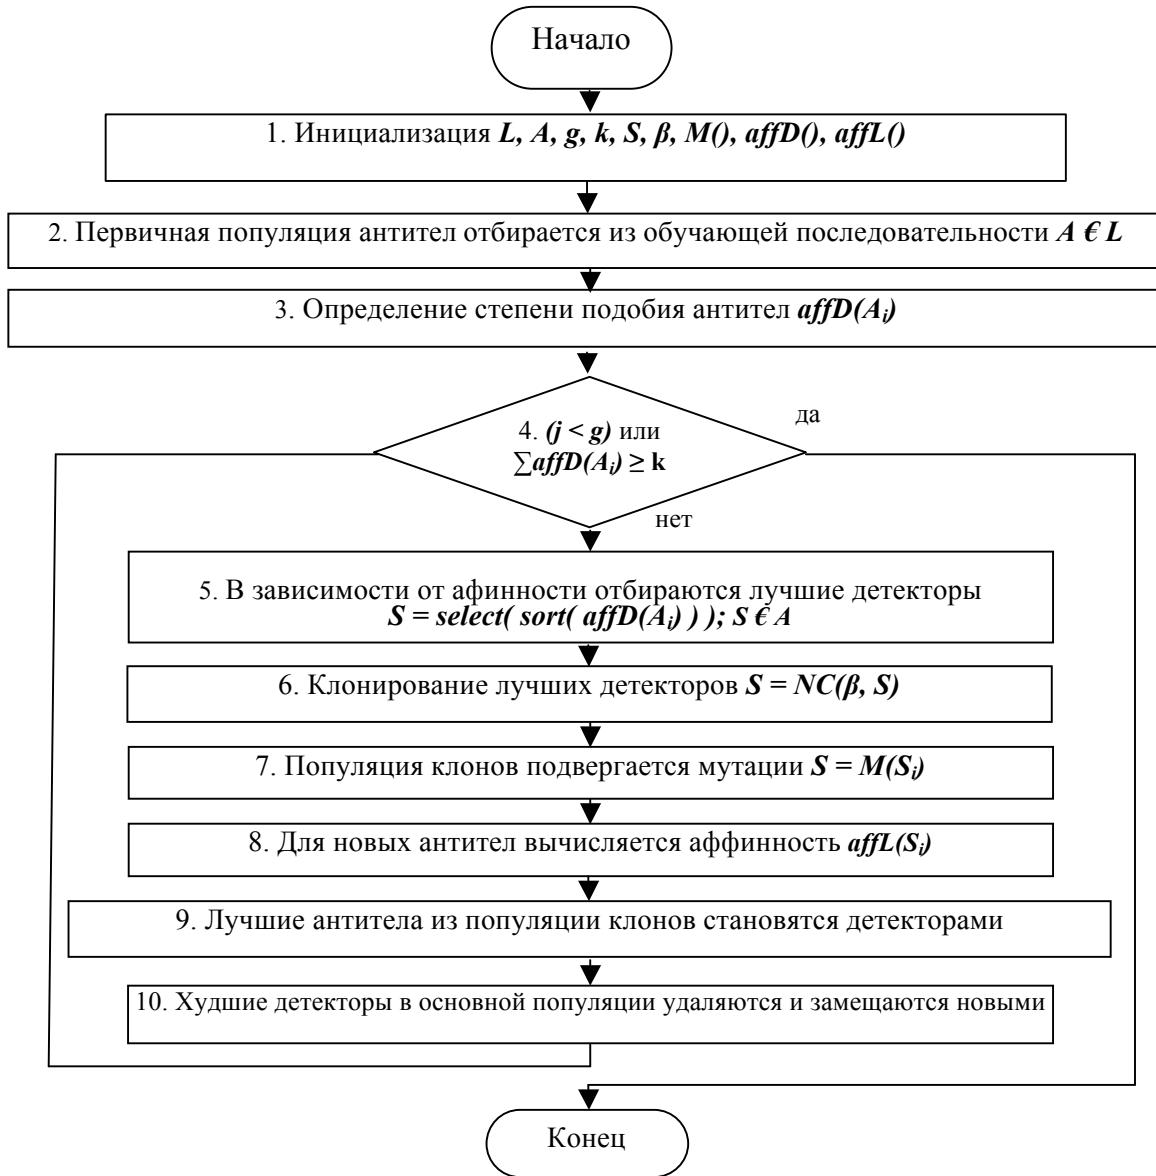 Начало
1. Инициализация L, A, g, k, S, β, M(), affD(), affL()
2. Первичная популяция антител отбирается из обучающей последовательности A € L
3. Определение степени подобия антител affD(Ai)
да
4. (j < g) или
∑affD(Ai) ≥ k
нет
5. В зависимости от афинности отбираются лучшие детекторы
S = select( sort( affD(Ai) ) ); S € A
6. Клонирование лучших детекторов S = NC(β, S)
7. Популяция клонов подвергается мутации S = M(Si)
8. Для новых антител вычисляется аффинность affL(Si)
9. Лучшие антитела из популяции клонов становятся детекторами
10. Худшие детекторы в основной популяции удаляются и замещаются новыми
Конец